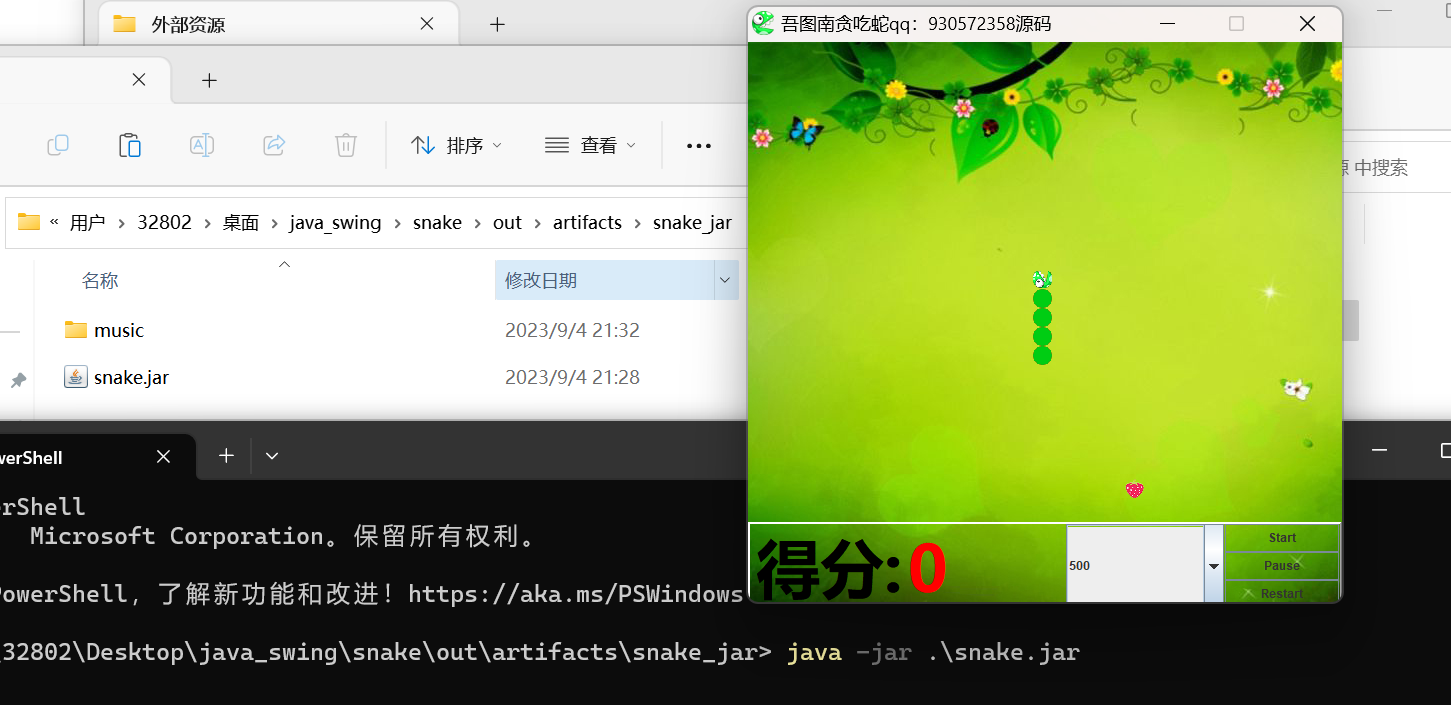 外部资源
吾图南贪吃蛇qq：930572358源码
排序
查看
中搜索
« 用户 › 32802 › 桌面 › java_swing › snake › out › artifacts › snake_jar
名称 修改日期
music 2023/9/4 21:32
snake.jar 2023/9/4 21:28
得分:0
500
Start
Pause
Restart
werShell
erShell
Microsoft Corporation。保留所有权利。
PowerShell，了解新功能和改进！https://aka.ms/PSWindows
\32802\Desktop\java_swing\snake\out\artifacts\snake_jar> java -jar .\snake.jar